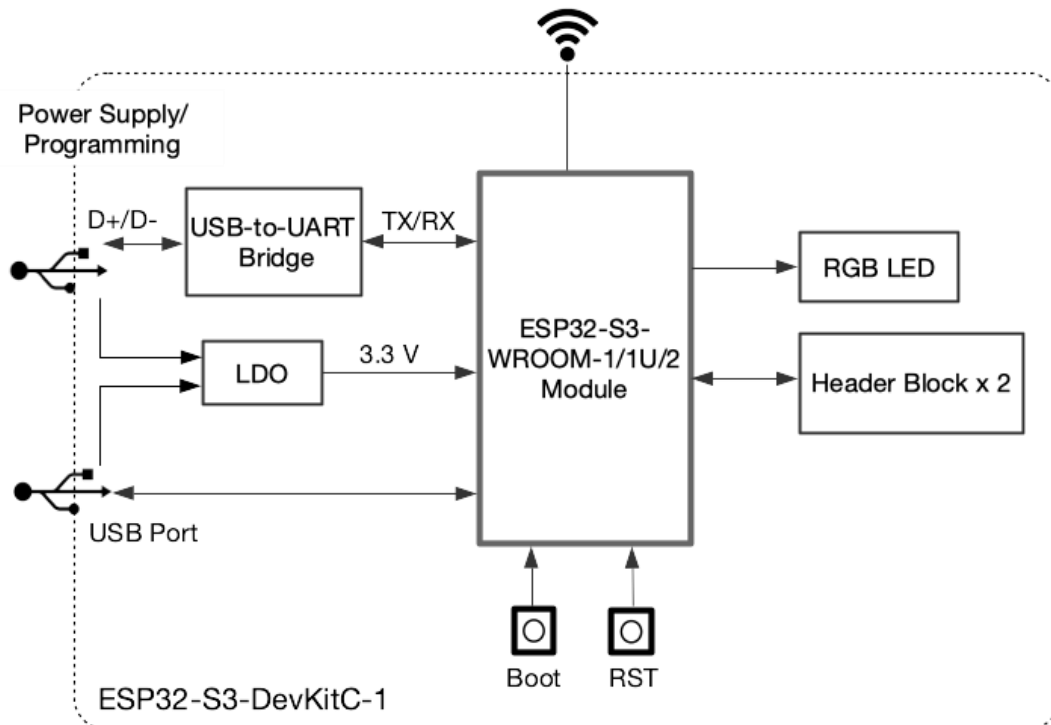 Power Supply/
Programming
D+/D-
USB-to-UART
Bridge
TX/RX
RGB LED
ESP32-S3-
WROOM-1/1U/2
Module
LDO
3.3 V
Header Block x 2
USB Port
Boot
RST
ESP32-S3-DevKitC-1